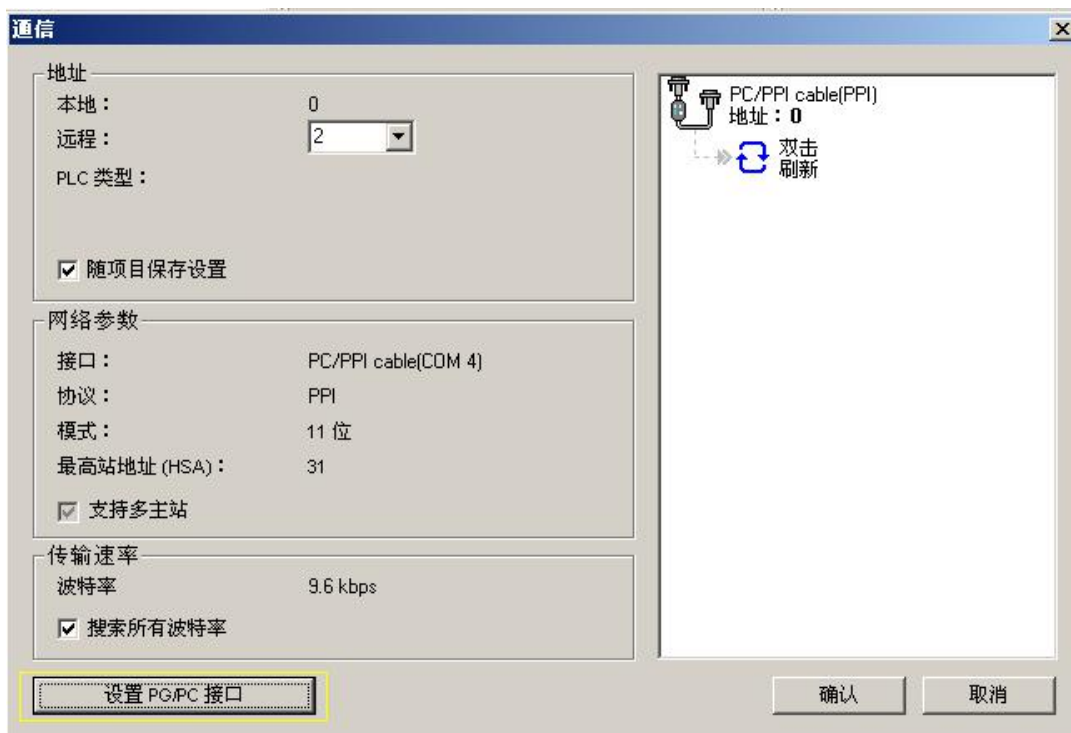 通信
地址
本地： 0
远程： 2
PLC 类型：
随项目保存设置
网络参数
接口： PC/PPI cable(COM 4)
协议： PPI
模式： 11 位
最高站地址 (HSA)： 31
支持多主站
传输速率
波特率 9.6 kbps
搜索所有波特率
设置 PG/PC 接口
PC/PPI cable(PPI)
地址：0
双击
刷新
确认
取消